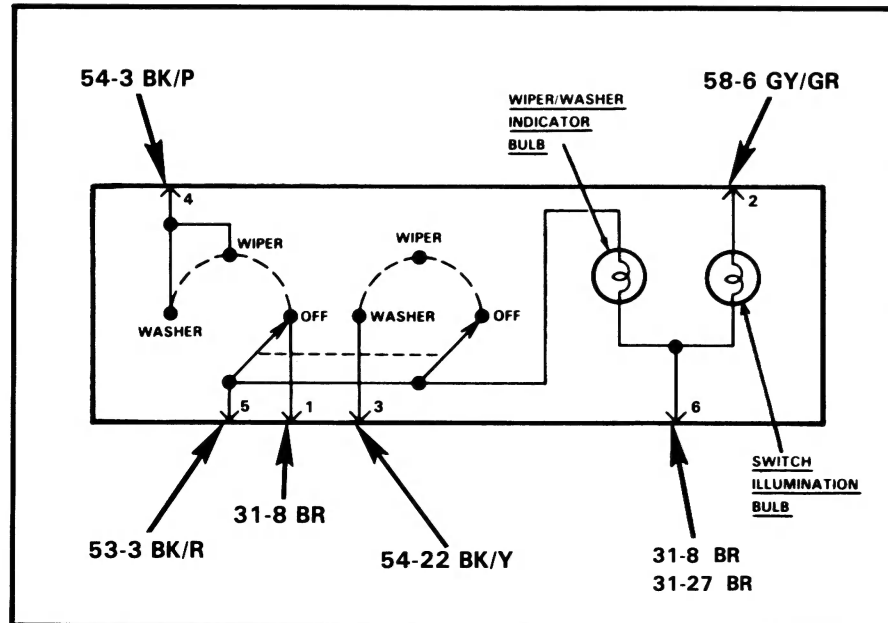 54-3 BK/P
58-6 GY/GR
WIPER/WASHER
INDICATOR
BULB
4
2
WIPER
WIPER
WASHER
OFF
WASHER
OFF
5
1
3
6
SWITCH
ILLUMINATION
BULB
31-8 BR
53-3 BK/R
54-22 BK/Y
31-8 BR
31-27 BR